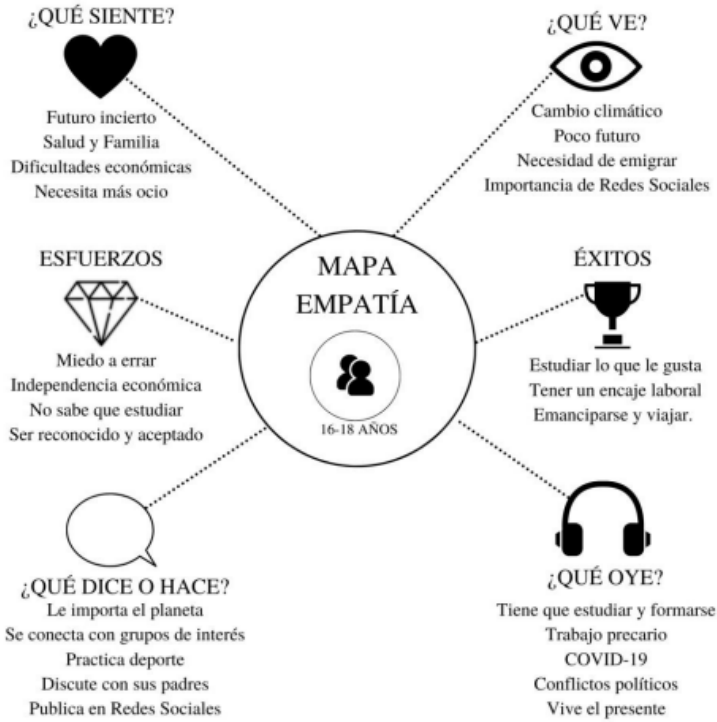 ¿QUÉ SIENTE?
Futuro incierto
Salud y Familia
Dificultades económicas
Necesita más ocio
¿QUÉ VE?
Cambio climático
Poco futuro
Necesidad de emigrar
Importancia de Redes Sociales
MAPA
EMPATÍA
16-18 AÑOS
ESFUERZOS
Miedo a errar
Independencia económica
No sabe que estudiar
Ser reconocido y aceptado
ÉXITOS
Estudiar lo que le gusta
Tener un encaje laboral
Emanciparse y viajar.
¿QUÉ DICE O HACE?
Le importa el planeta
Se conecta con grupos de interés
Practica deporte
Discute con sus padres
Publica en Redes Sociales
¿QUÉ OYE?
Tiene que estudiar y formarse
Trabajo precario
COVID-19
Conflictos políticos
Vive el presente